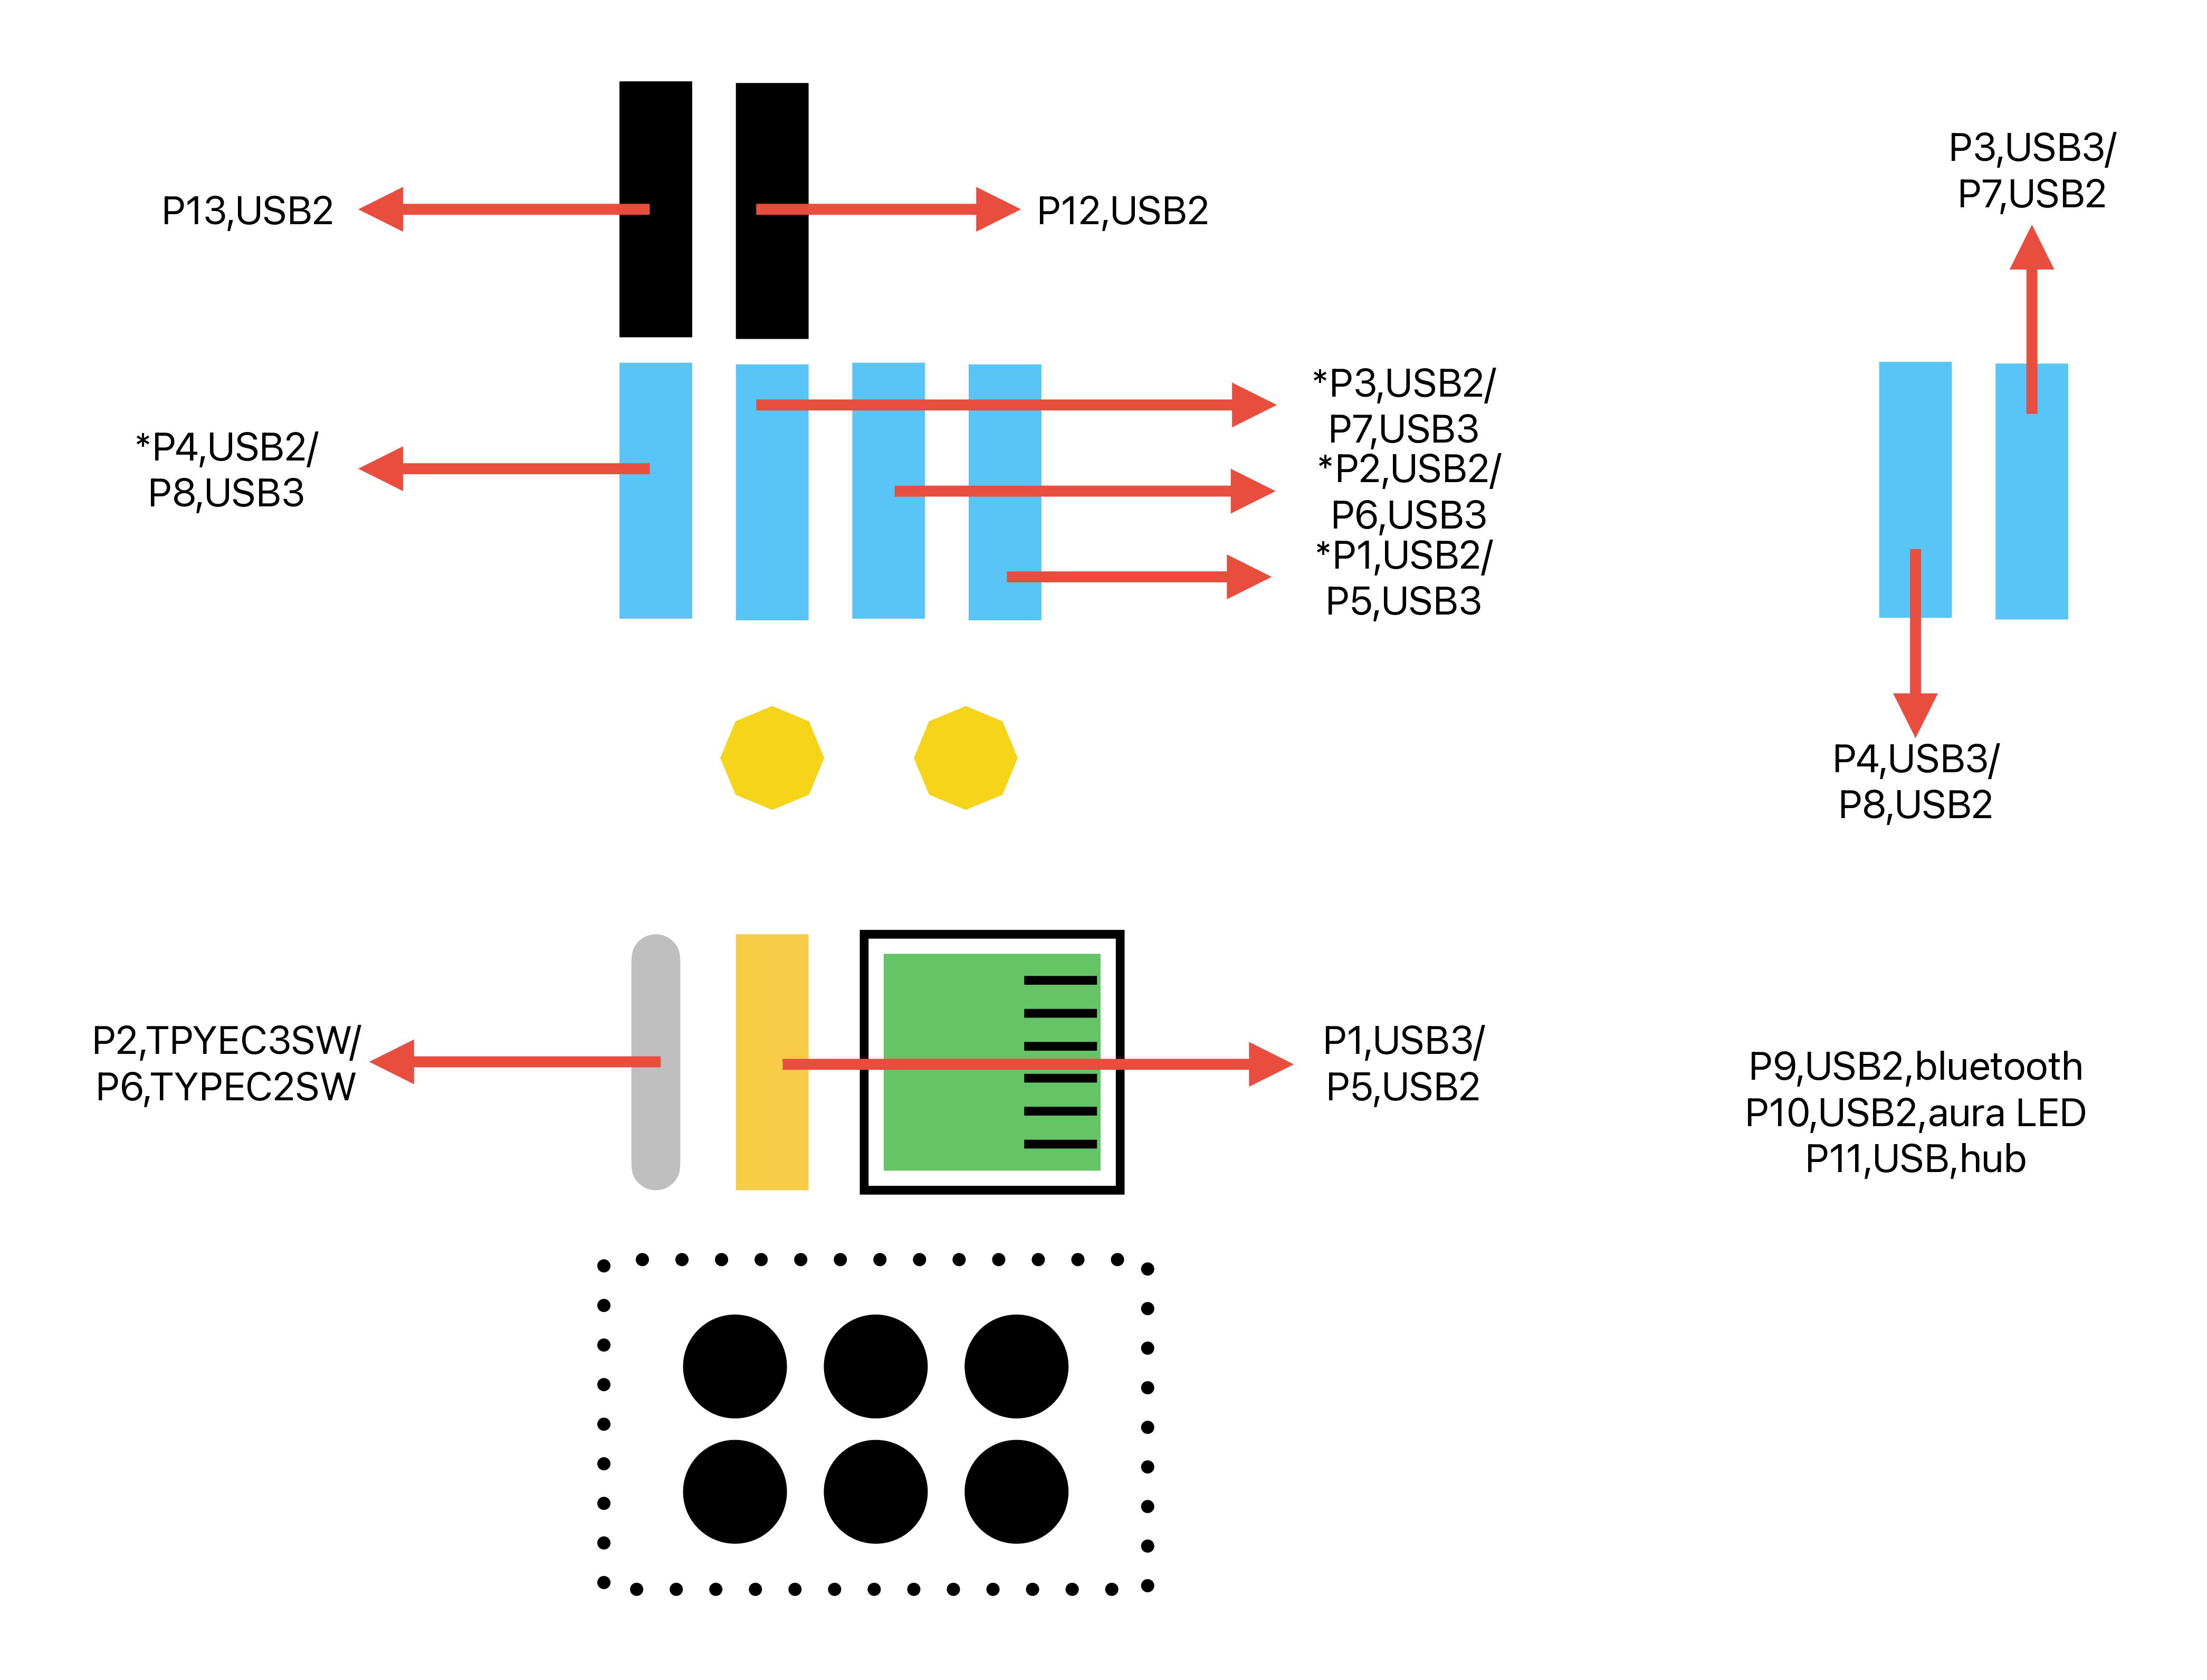 P3,USB3/
P7,USB2
P13,USB2
P12,USB2
*P3,USB2/
P7,USB3
*P4,USB2/
P8,USB3
*P2,USB2/
P6,USB3
*P1,USB2/
P5,USB3
P4,USB3/
P8,USB2
P2,TPYEC3SW/
P6,TYPEC2SW
P1,USB3/
P5,USB2
P9,USB2,bluetooth
P10,USB2,aura LED
P11,USB,hub